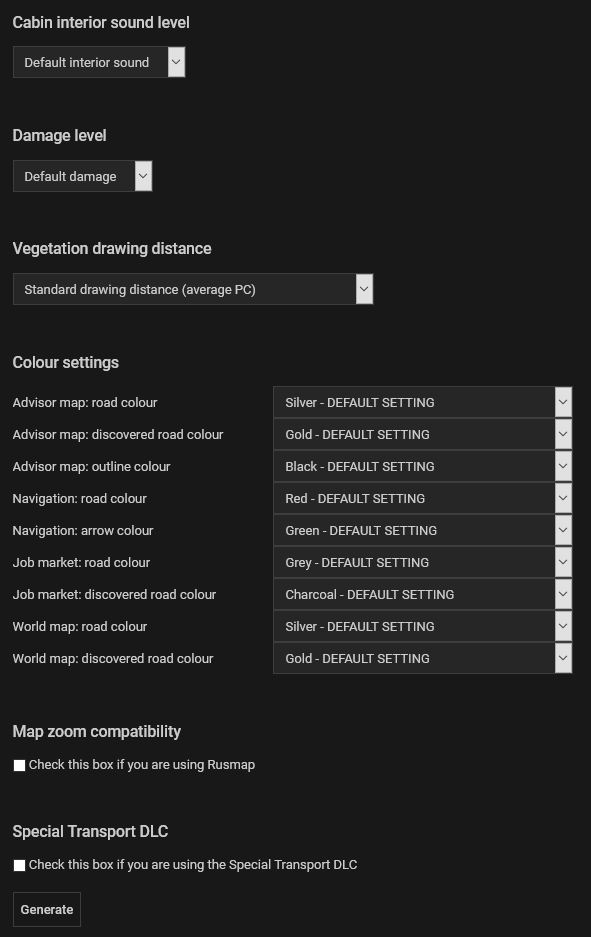 Cabin interior sound level
Default interior sound
Damage level
Default damage
Vegetation drawing distance
Standard drawing distance (average PC)
Colour settings
Advisor map: road colour Silver - DEFAULT SETTING
Advisor map: discovered road colour Gold - DEFAULT SETTING
Advisor map: outline colour Black - DEFAULT SETTING
Navigation: road colour Red - DEFAULT SETTING
Navigation: arrow colour Green - DEFAULT SETTING
Job market: road colour Grey - DEFAULT SETTING
Job market: discovered road colour Charcoal - DEFAULT SETTING
World map: road colour Silver - DEFAULT SETTING
World map: discovered road colour Gold - DEFAULT SETTING
Map zoom compatibility
Check this box if you are using Rusmap
Special Transport DLC
Check this box if you are using the Special Transport DLC
Generate